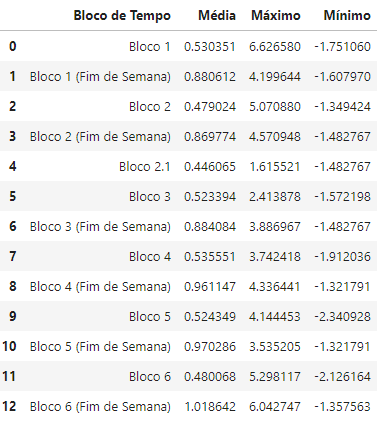 Bloco de Tempo Média Máximo Mínimo
0 Bloco 1 0.530351 6.626580 -1.751060
1 Bloco 1 (Fim de Semana) 0.880612 4.199644 -1.607970
2 Bloco 2 0.479024 5.070880 -1.349424
3 Bloco 2 (Fim de Semana) 0.869774 4.570948 -1.482767
4 Bloco 2.1 0.446065 1.615521 -1.482767
5 Bloco 3 0.523394 2.413878 -1.572198
6 Bloco 3 (Fim de Semana) 0.884084 3.886967 -1.482767
7 Bloco 4 0.535551 3.742418 -1.912036
8 Bloco 4 (Fim de Semana) 0.961147 4.336441 -1.321791
9 Bloco 5 0.524349 4.144453 -2.340928
10 Bloco 5 (Fim de Semana) 0.970286 3.535205 -1.321791
11 Bloco 6 0.480068 5.298117 -2.126164
12 Bloco 6 (Fim de Semana) 1.018642 6.042747 -1.357563